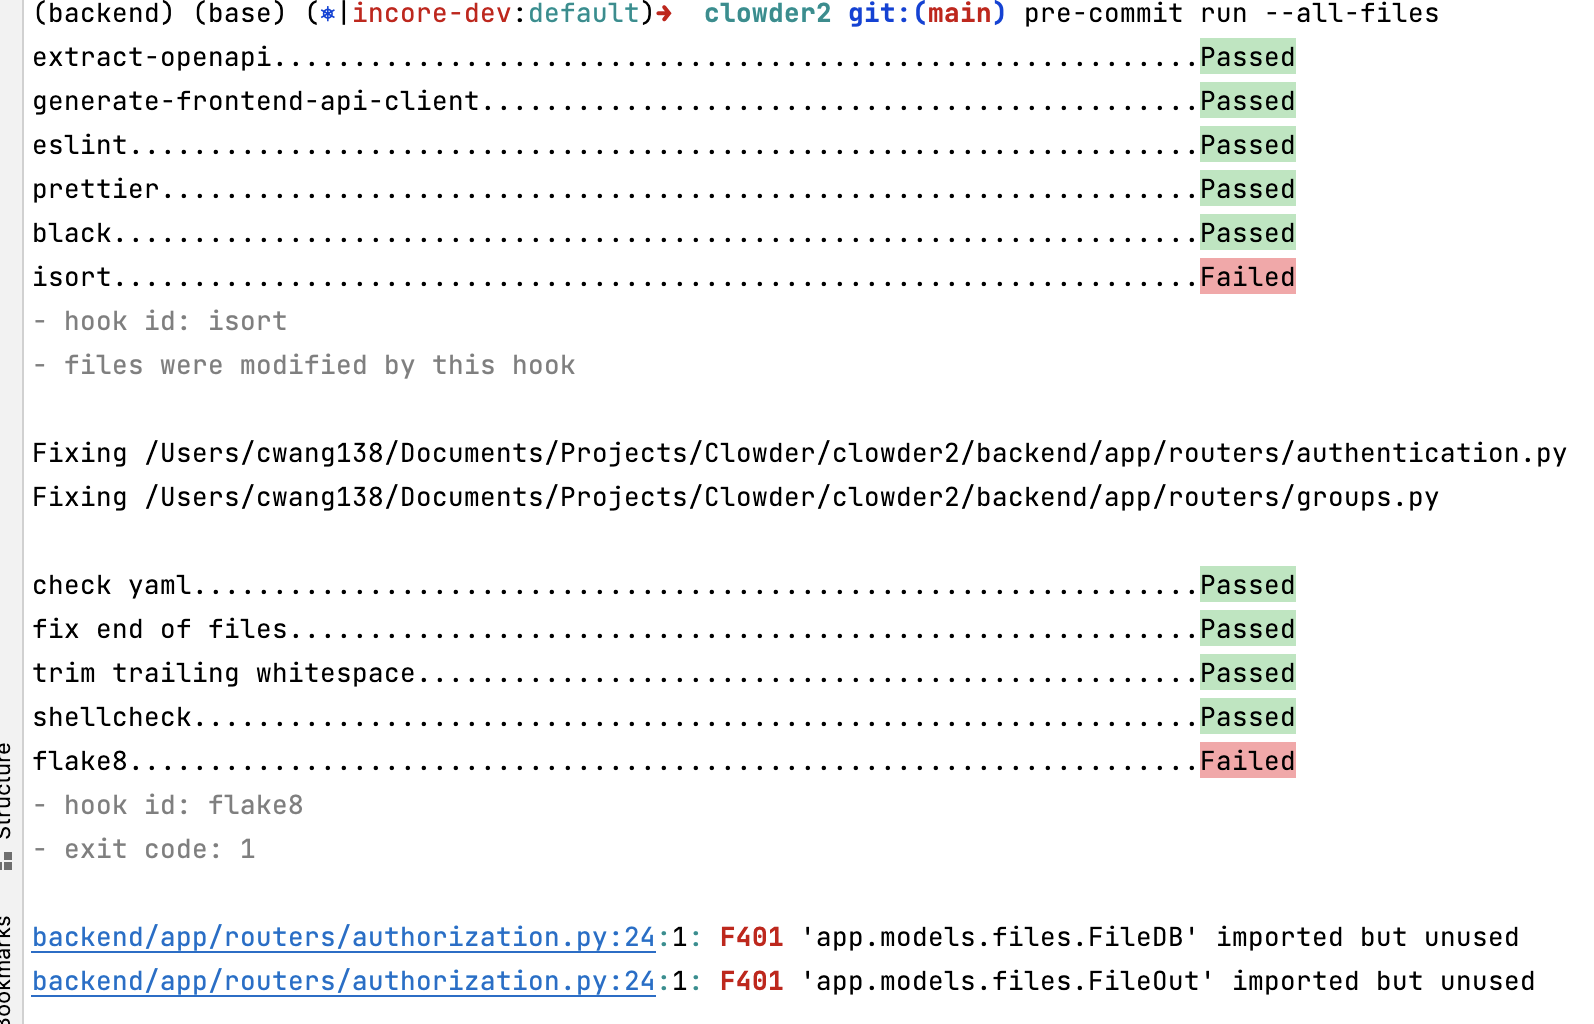 (backend) (base) (⎈|incore-dev:default)→  clowder2 git:(main) pre-commit run --all-files
extract-openapi..........................................................Passed
generate-frontend-api-client.............................................Passed
eslint...................................................................Passed
prettier.................................................................Passed
black....................................................................Passed
isort....................................................................Failed
- hook id: isort
- files were modified by this hook
Fixing /Users/cwang138/Documents/Projects/Clowder/clowder2/backend/app/routers/authentication.py
Fixing /Users/cwang138/Documents/Projects/Clowder/clowder2/backend/app/routers/groups.py
check yaml...............................................................Passed
fix end of files.........................................................Passed
trim trailing whitespace.................................................Passed
shellcheck...............................................................Passed
flake8...................................................................Failed
- hook id: flake8
- exit code: 1
backend/app/routers/authorization.py:24:1: F401 'app.models.files.FileDB' imported but unused
backend/app/routers/authorization.py:24:1: F401 'app.models.files.FileOut' imported but unused
Structure
Bookmarks